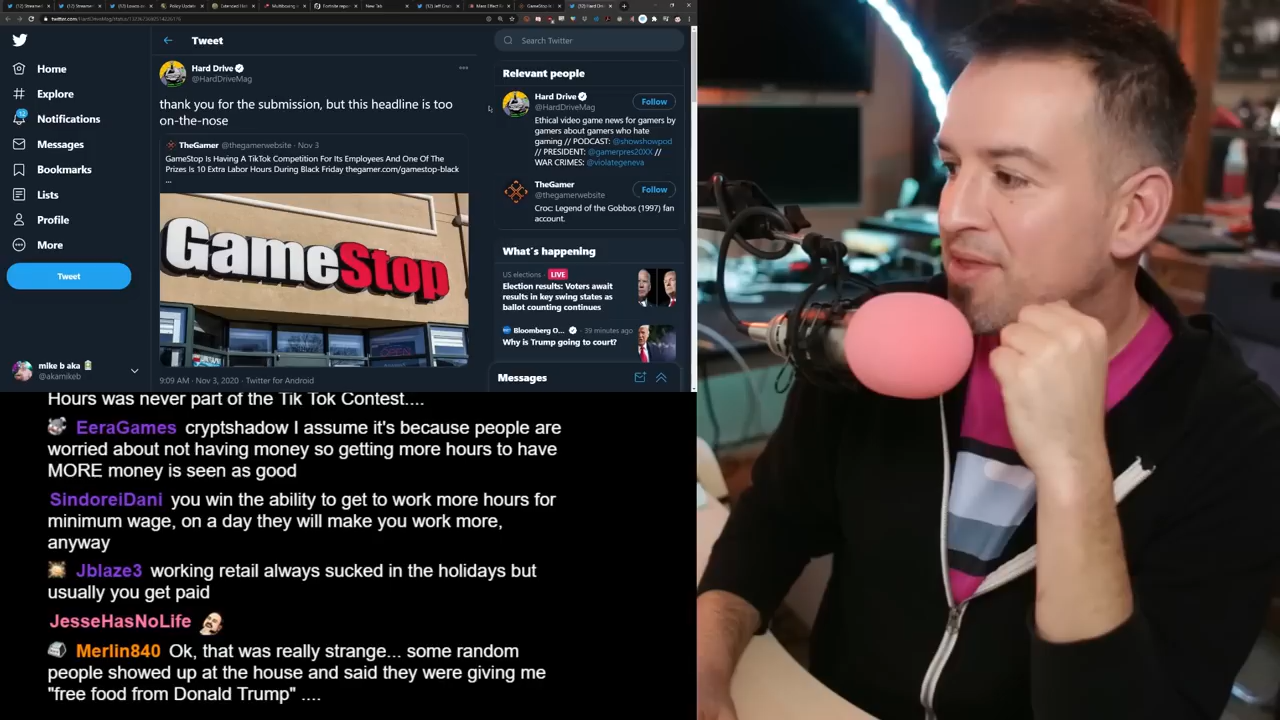 twitter.com/HardDriveMag/status/
Tweet
Search Twitter
Home
Explore
12
Notifications
Messages
Bookmarks
Lists
Profile
More
Tweet
mike b aka
@akamikeb
Hard Drive
@HardDriveMag
thank you for the submission, but this headline is too
on-the-nose
TheGamer @thegamerwebsite · Nov 3
GameStop Is Having A TikTok Competition For Its Employees And One Of The
Prizes Is 10 Extra Labor Hours During Black Friday thegamer.com/gamestop-black
...
GameStop
OPEN
9:09 AM · Nov 3, 2020 · Twitter for Android
Relevant people
Hard Drive
@HardDriveMag
Follow
Ethical video game news for gamers by
gamers about gamers who hate
gaming // PODCAST: @showshowpod
// PRESIDENT: @gamerpres20XX //
WAR CRIMES: @violategeneva
TheGamer
@thegamerwebsite
Follow
Croc: Legend of the Gobbos (1997) fan
account.
What's happening
US elections · LIVE
Election results: Voters await
results in key swing states as
ballot counting continues
Bloomberg O... · 39 minutes ago
Why is Trump going to court?
Messages
Hours was never part of the Tik Tok Contest....
EeraGames cryptshadow I assume it's because people are
worried about not having money so getting more hours to have
MORE money is seen as good
SindoreiDani you win the ability to get to work more hours for
minimum wage, on a day they will make you work more,
anyway
Jblaze3 working retail always sucked in the holidays but
usually you get paid
JesseHasNoLife
Merlin840 Ok, that was really strange... some random
people showed up at the house and said they were giving me
"free food from Donald Trump" ....